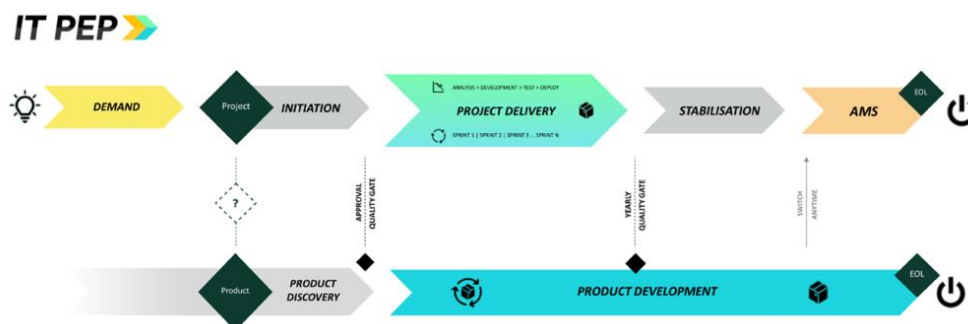 IT PEP
DEMAND
Project
INITIATION
ANALYSIS > DEVELOPMENT > TEST > DEPLOY
PROJECT DELIVERY
SPRINT 1 | SPRINT 2 | SPRINT 3 ... SPRINT N
STABILISATION
AMS
EOL
?
APPROVAL
QUALITY GATE
YEARLY
QUALITY GATE
SWITCH
ANYTIME
Product
PRODUCT
DISCOVERY
PRODUCT DEVELOPMENT
EOL